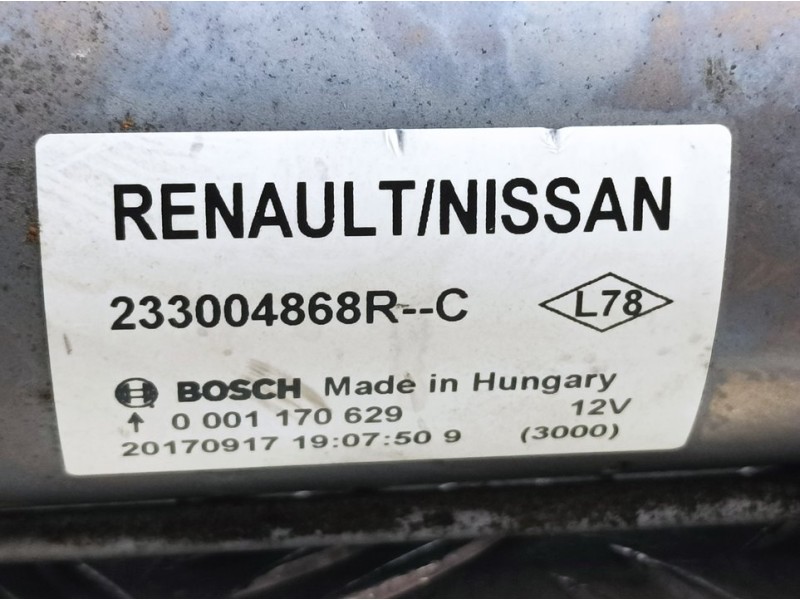 RENAULT/NISSAN
233004868R--C L78
BOSCH Made in Hungary
0 001 170 629 12V
20170917 19:07:50 9 (3000)